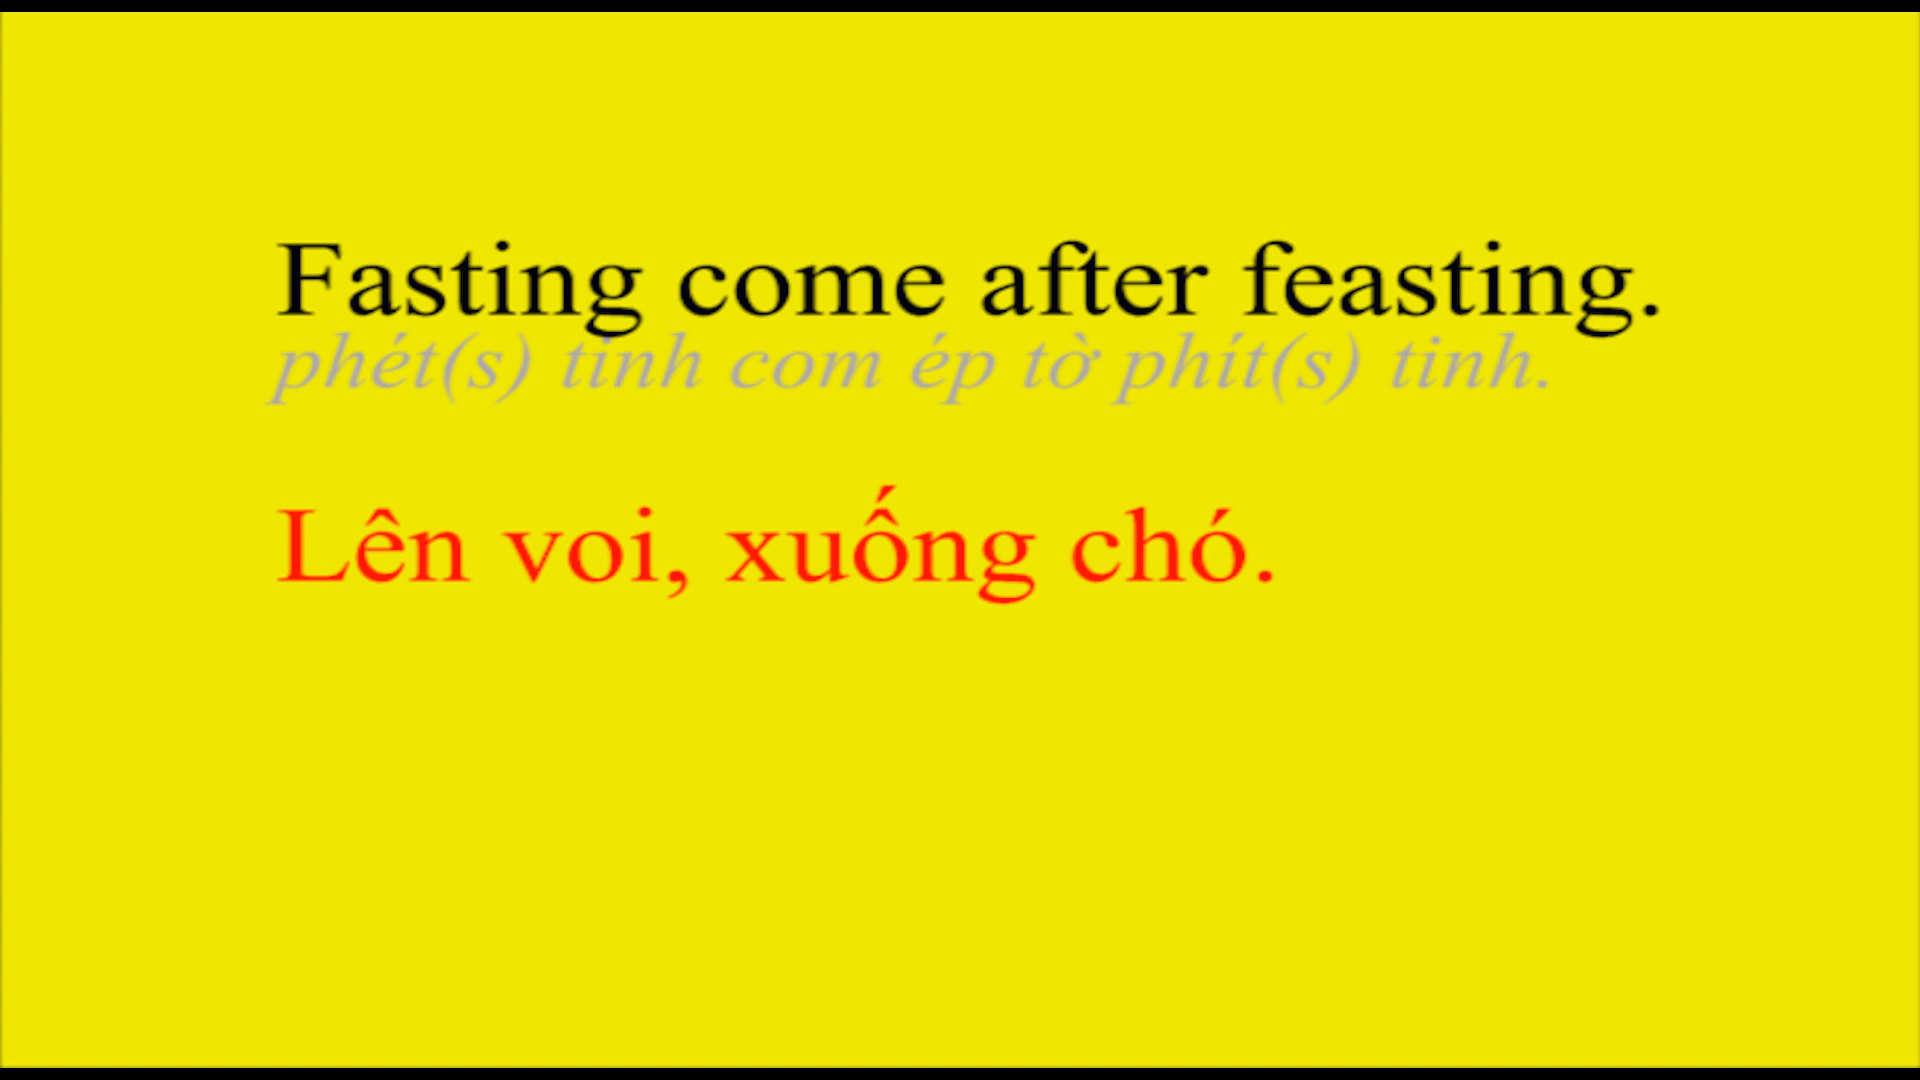 Fasting come after feasting.
phét(s) tinh com ép tờ phít(s) tinh.
Lên voi, xuống chó.